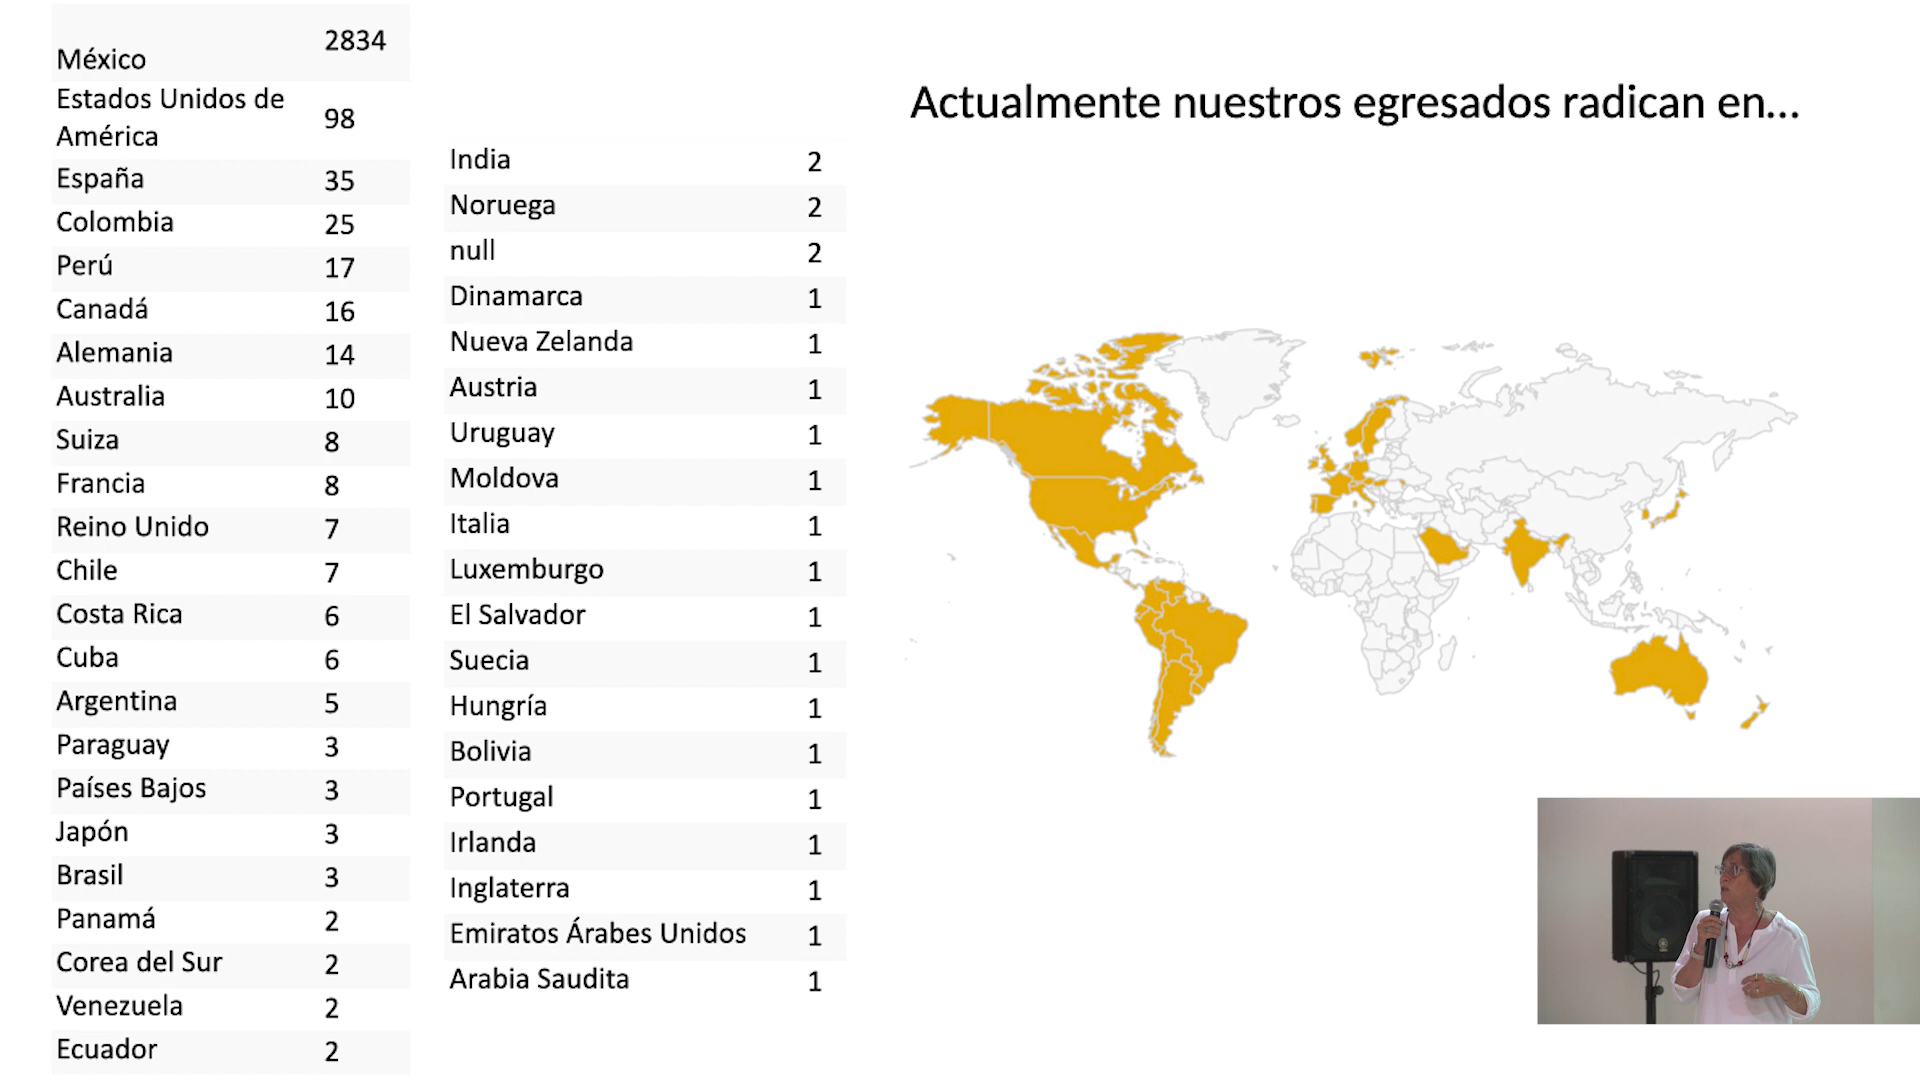 México 2834
Estados Unidos de
América 98
España 35
Colombia 25
Perú 17
Canadá 16
Alemania 14
Australia 10
Suiza 8
Francia 8
Reino Unido 7
Chile 7
Costa Rica 6
Cuba 6
Argentina 5
Paraguay 3
Países Bajos 3
Japón 3
Brasil 3
Panamá 2
Corea del Sur 2
Venezuela 2
Ecuador 2
India 2
Noruega 2
null 2
Dinamarca 1
Nueva Zelanda 1
Austria 1
Uruguay 1
Moldova 1
Italia 1
Luxemburgo 1
El Salvador 1
Suecia 1
Hungría 1
Bolivia 1
Portugal 1
Irlanda 1
Inglaterra 1
Emiratos Árabes Unidos 1
Arabia Saudita 1
Actualmente nuestros egresados radican en...